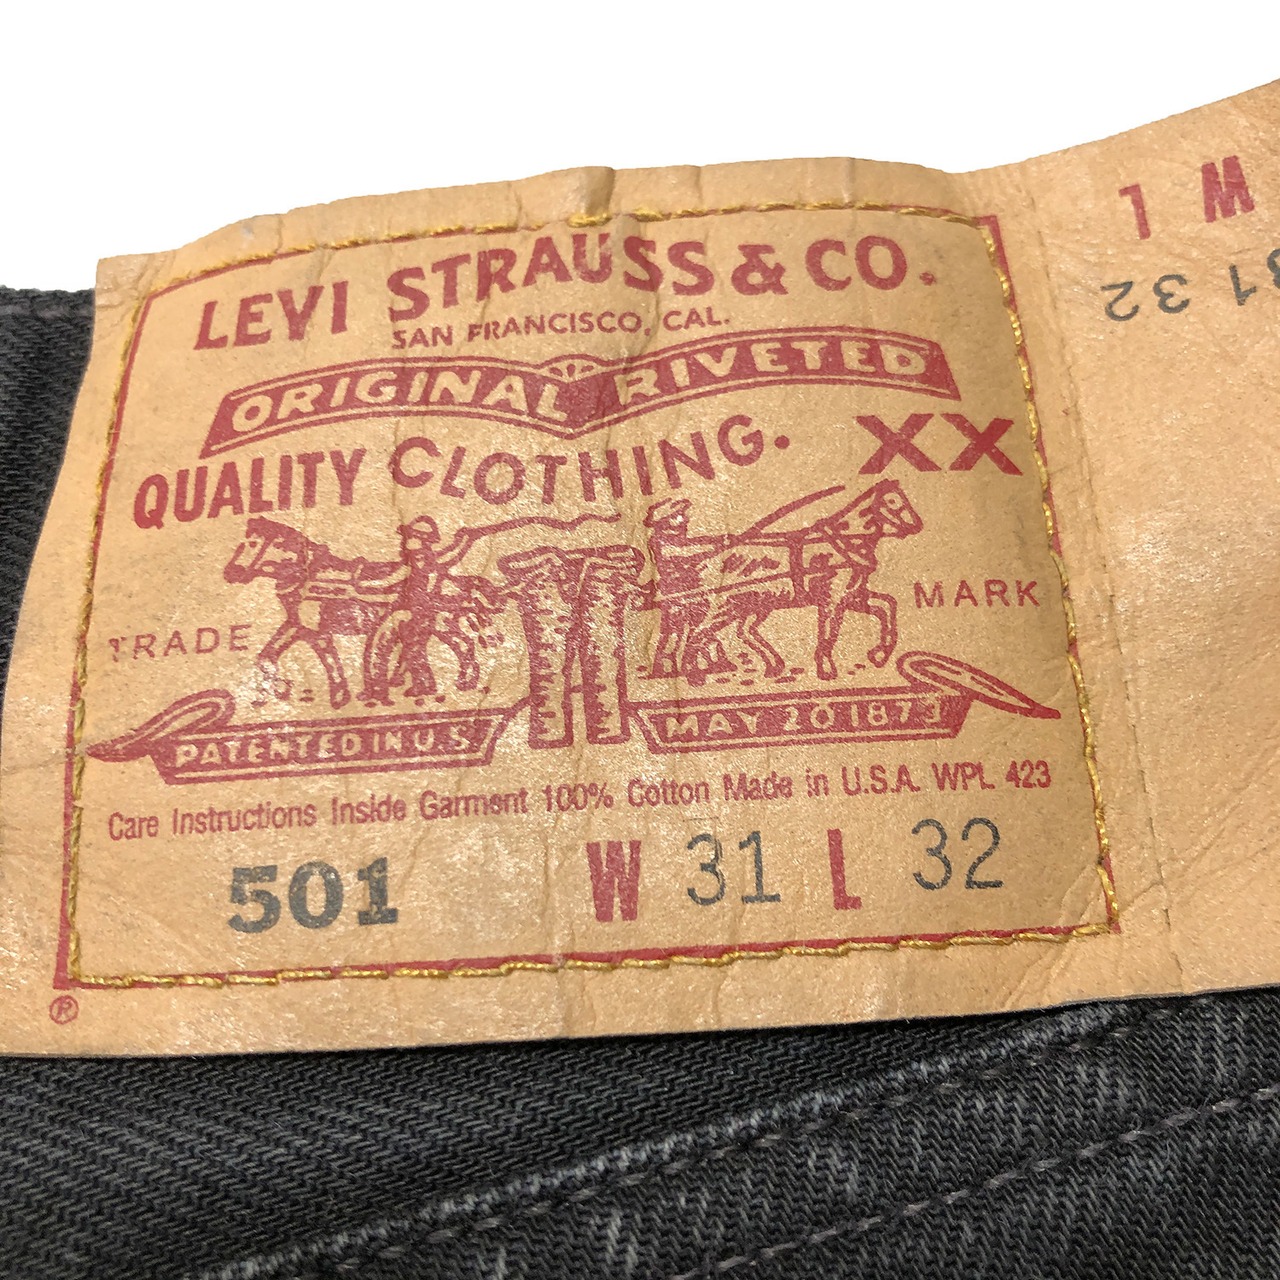 LEVI STRAUSS & CO.
SAN FRANCISCO, CAL.
ORIGINAL RIVETED
QUALITY CLOTHING. XX
TRADE MARK
PATENTED IN U.S. MAY 20 1873
Care Instructions Inside Garment 100% Cotton Made in U.S.A. WPL 423
501 W 31 L 32
®
W L
31 32